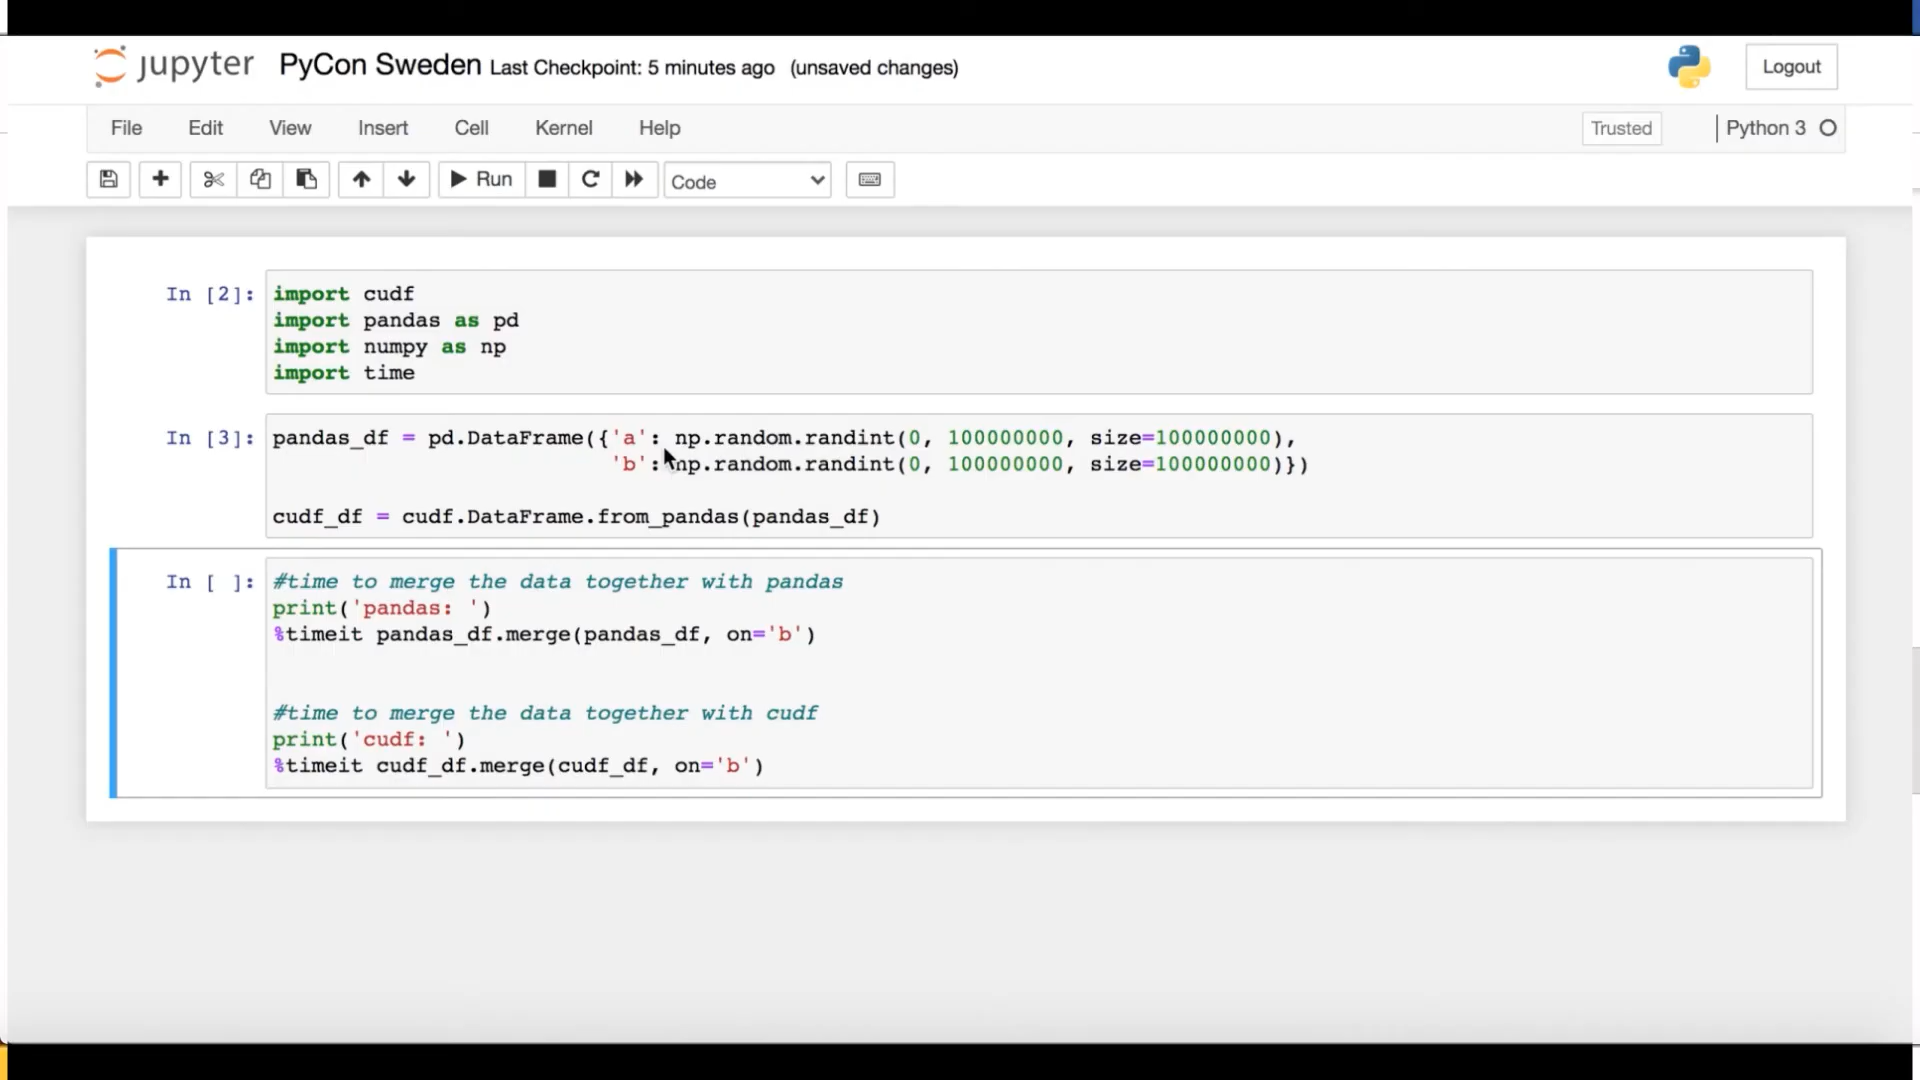 jupyter PyCon Sweden Last Checkpoint: 5 minutes ago (unsaved changes) Logout
File Edit View Insert Cell Kernel Help Trusted Python 3
Run Code
In [2]: import cudf
import pandas as pd
import numpy as np
import time
In [3]: pandas_df = pd.DataFrame({'a': np.random.randint(0, 100000000, size=100000000),
'b': np.random.randint(0, 100000000, size=100000000)})
cudf_df = cudf.DataFrame.from_pandas(pandas_df)
In [ ]: #time to merge the data together with pandas
print('pandas: ')
%timeit pandas_df.merge(pandas_df, on='b')
#time to merge the data together with cudf
print('cudf: ')
%timeit cudf_df.merge(cudf_df, on='b')